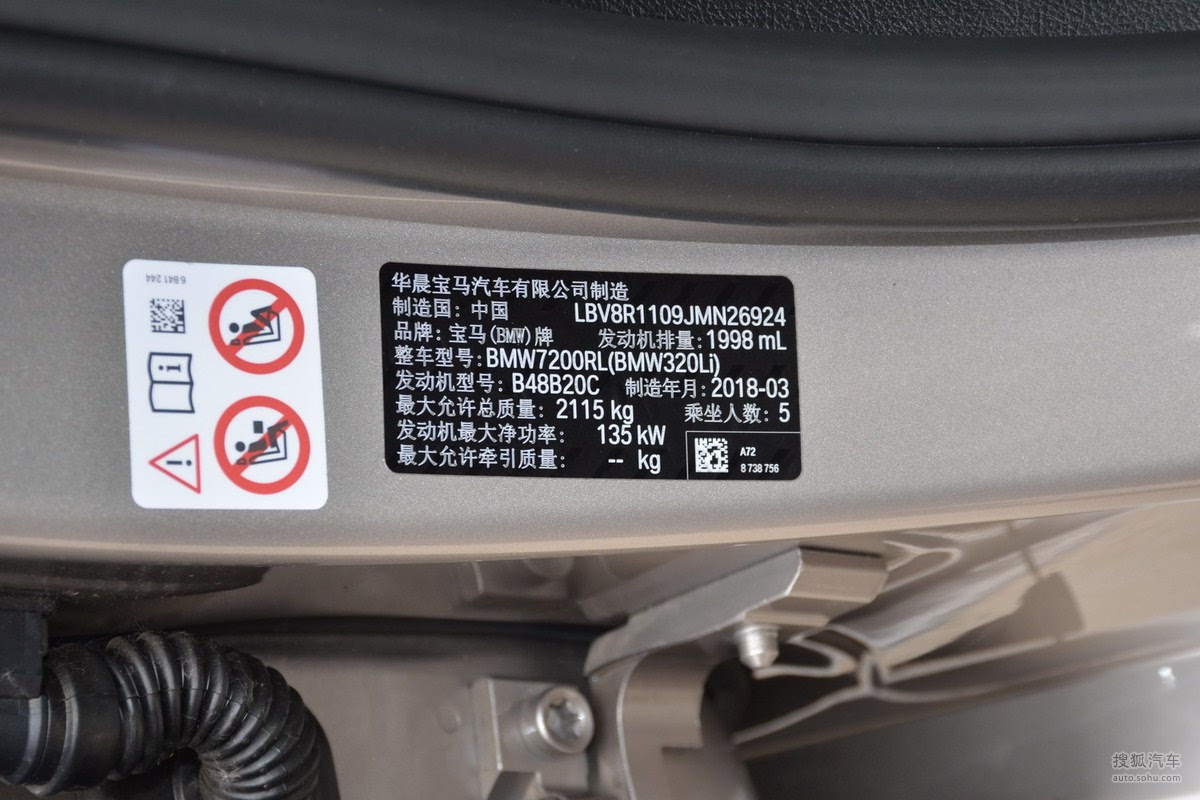 6 941 244
华晨宝马汽车有限公司制造
制造国：中国 LBV8R1109JMN26924
品牌：宝马(BMW)牌 发动机排量：1998 mL
整车型号：BMW7200RL(BMW320Li)
发动机型号：B48B20C 制造年月：2018-03
最大允许总质量：2115 kg 乘坐人数：5
发动机最大净功率： 135 kW
最大允许牵引质量： -- kg
A72
8 738 756
搜狐汽车
auto.sohu.com